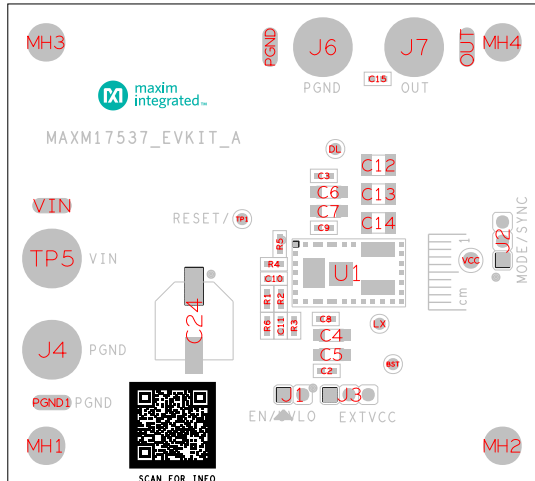 MH3
PGND
J6
J7
OUT
MH4
PGND
C15
OUT
maxim
integrated™
MAXM17537_EVKIT_A
DL
C12
C3
C6
C13
C7
C9
C14
VIN
RESET/
TP1
TP5
VIN
R5
R4
C10
U1
1
cm
VCC
J2
MODE/SYNC
R1
R2
C24
R6
C11
R3
C8
LX
C4
C5
C2
BST
J4
PGND
PGND1
PGND
J1
J3
EN/UVLO
EXTVCC
MH1
MH2
SCAN FOR INFO